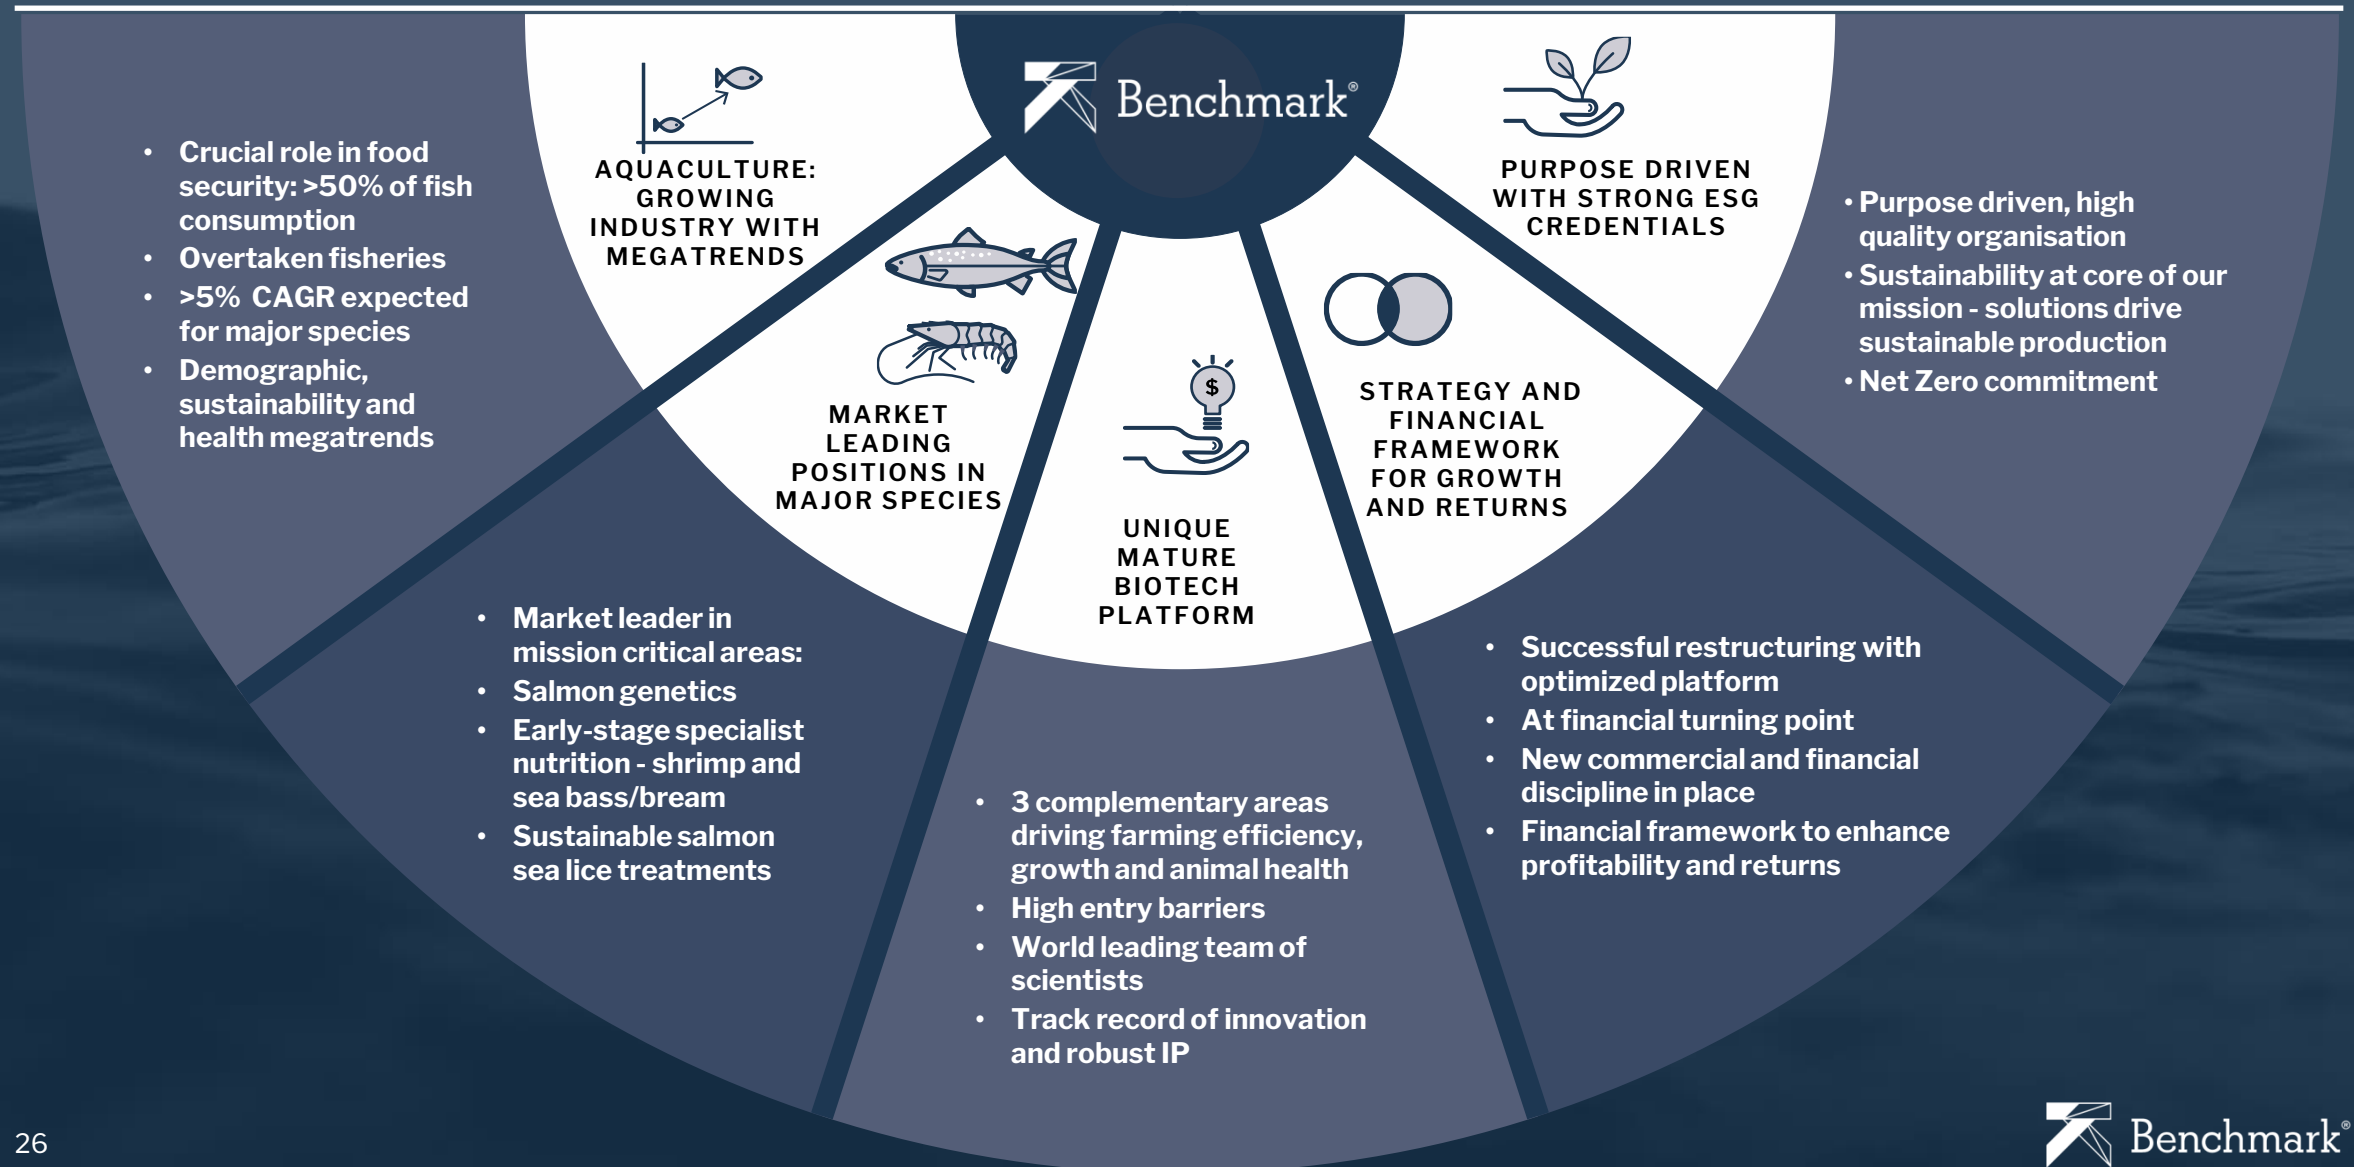 Benchmark®
AQUACULTURE:
GROWING
INDUSTRY WITH
MEGATRENDS
• Crucial role in food
security: >50% of fish
consumption
• Overtaken fisheries
• >5% CAGR expected
for major species
• Demographic,
sustainability and
health megatrends
MARKET
LEADING
POSITIONS IN
MAJOR SPECIES
• Market leader in
mission critical areas:
• Salmon genetics
• Early-stage specialist
nutrition - shrimp and
sea bass/bream
• Sustainable salmon
sea lice treatments
$
UNIQUE
MATURE
BIOTECH
PLATFORM
• 3 complementary areas
driving farming efficiency,
growth and animal health
• High entry barriers
• World leading team of
scientists
• Track record of innovation
and robust IP
STRATEGY AND
FINANCIAL
FRAMEWORK
FOR GROWTH
AND RETURNS
• Successful restructuring with
optimized platform
• At financial turning point
• New commercial and financial
discipline in place
• Financial framework to enhance
profitability and returns
PURPOSE DRIVEN
WITH STRONG ESG
CREDENTIALS
• Purpose driven, high
quality organisation
• Sustainability at core of our
mission - solutions drive
sustainable production
• Net Zero commitment
26
Benchmark®